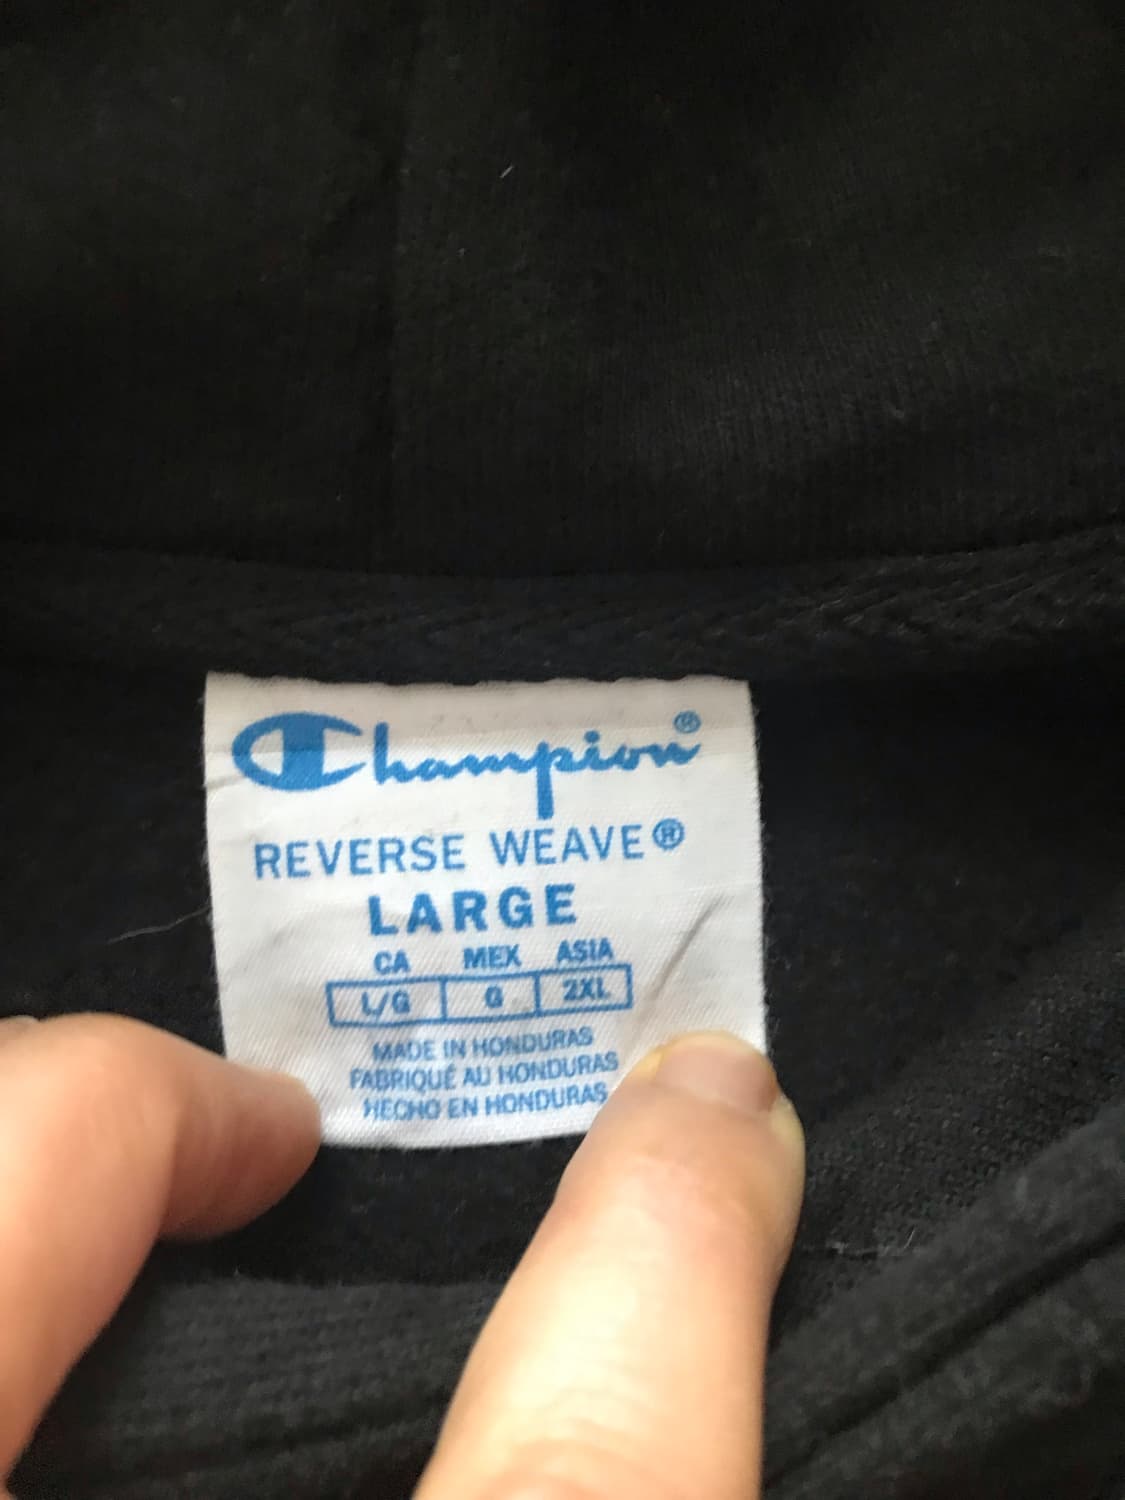 Champion®
REVERSE WEAVE®
LARGE
CA MEX ASIA
L/G G 2XL
MADE IN HONDURAS
FABRIQUÉ AU HONDURAS
HECHO EN HONDURAS